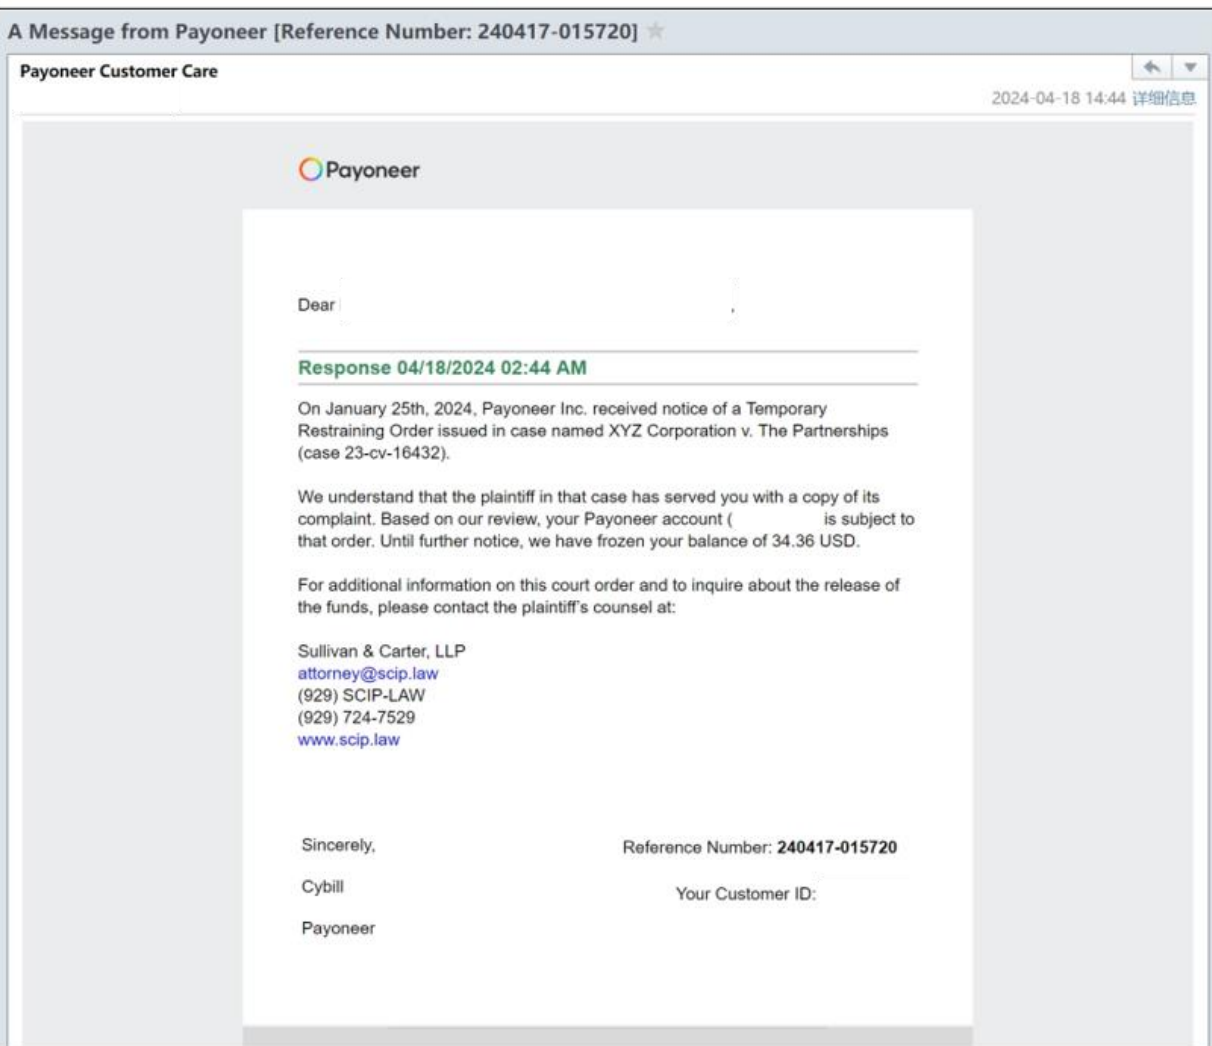 A Message from Payoneer [Reference Number: 240417-015720]
Payoneer Customer Care
2024-04-18 14:44 详细信息
Payoneer
Dear
,
Response 04/18/2024 02:44 AM
On January 25th, 2024, Payoneer Inc. received notice of a Temporary
Restraining Order issued in case named XYZ Corporation v. The Partnerships
(case 23-cv-16432).
We understand that the plaintiff in that case has served you with a copy of its
complaint. Based on our review, your Payoneer account ( is subject to
that order. Until further notice, we have frozen your balance of 34.36 USD.
For additional information on this court order and to inquire about the release of
the funds, please contact the plaintiff's counsel at:
Sullivan & Carter, LLP
attorney@scip.law
(929) SCIP-LAW
(929) 724-7529
www.scip.law
Sincerely,
Reference Number: 240417-015720
Cybill
Your Customer ID:
Payoneer